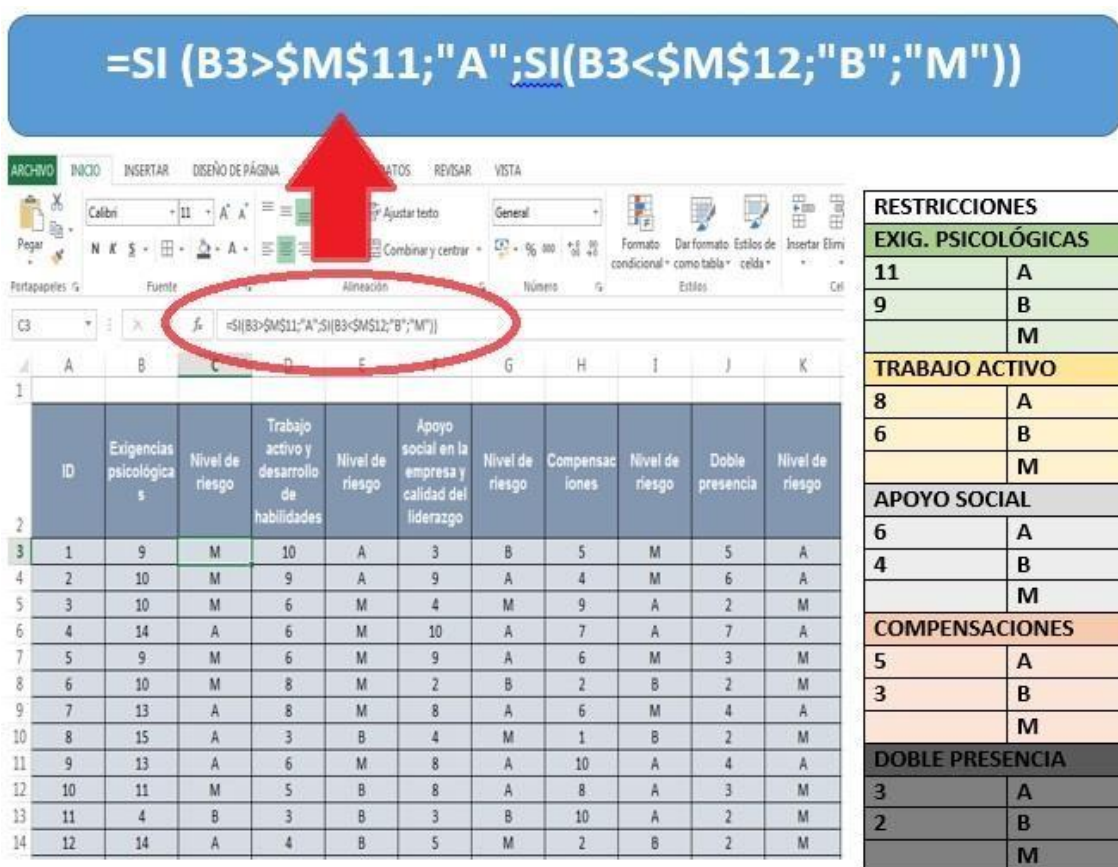 =SI (B3>$M$11;"A";SI(B3<$M$12;"B";"M"))
ARCHIVO INICIO INSERTAR DISEÑO DE PÁGINA ATOS REVISAR VISTA
Calibri 11 A A Ajustar texto General
Pegar N K S A Combinar y centrar % 000 Formato condicional Dar formato como tabla Estilos de celda Insertar Elimi
Portapapeles Fuente Alineación Número Estilos Cel
C3 fx =SI(B3>$M$11;"A";SI(B3<$M$12;"B";"M"))
A B C D E F G H I J K
1
2 ID Exigencias psicológicas Nivel de riesgo Trabajo activo y desarrollo de habilidades Nivel de riesgo Apoyo social en la empresa y calidad del liderazgo Nivel de riesgo Compensaciones Nivel de riesgo Doble presencia Nivel de riesgo
3 1 9 M 10 A 3 B 5 M 5 A
4 2 10 M 9 A 9 A 4 M 6 A
5 3 10 M 6 M 4 M 9 A 2 M
6 4 14 A 6 M 10 A 7 A 7 A
7 5 9 M 6 M 9 A 6 M 3 M
8 6 10 M 8 M 2 B 2 B 2 M
9 7 13 A 8 M 8 A 6 M 4 A
10 8 15 A 3 B 4 M 1 B 2 M
11 9 13 A 6 M 8 A 10 A 4 A
12 10 11 M 5 B 8 A 8 A 3 M
13 11 4 B 3 B 3 B 10 A 2 M
14 12 14 A 4 B 5 M 2 B 2 M
RESTRICCIONES
EXIG. PSICOLÓGICAS
11 A
9 B
M
TRABAJO ACTIVO
8 A
6 B
M
APOYO SOCIAL
6 A
4 B
M
COMPENSACIONES
5 A
3 B
M
DOBLE PRESENCIA
3 A
2 B
M